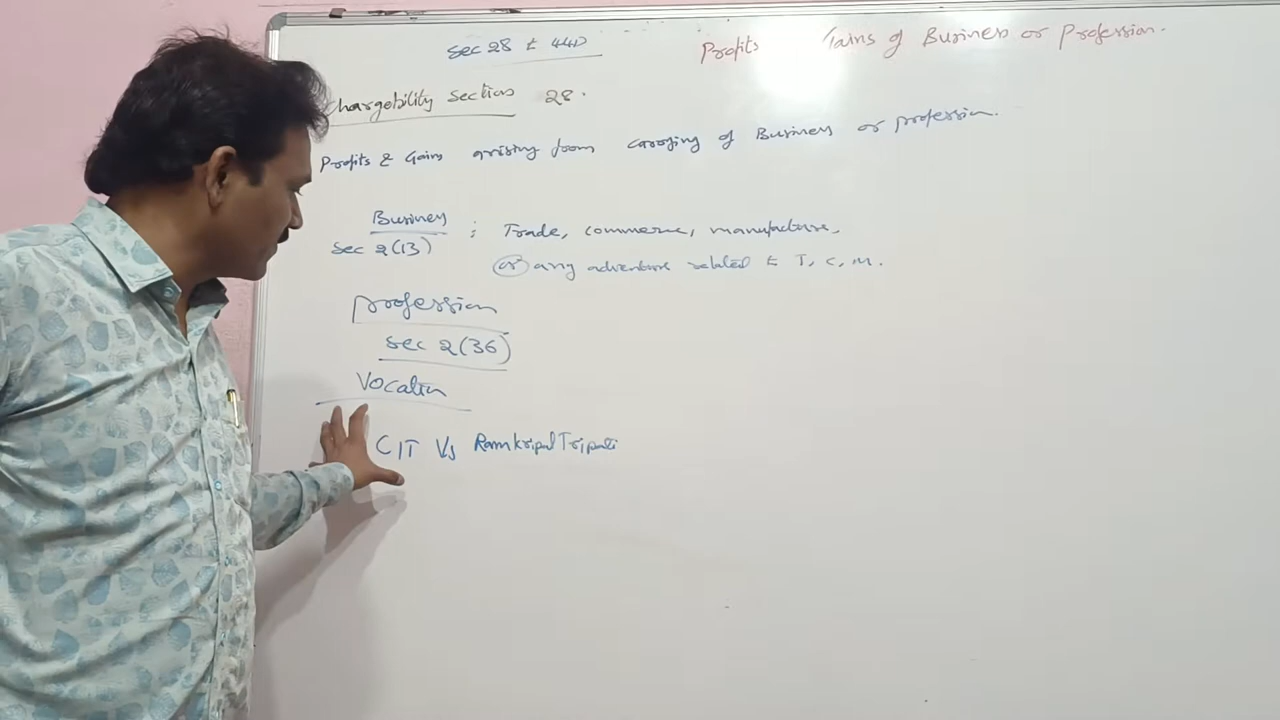 Sec 28 to 44D
Profits Gains of Business or Profession.
Chargebility Section 28.
Profits & Gains arising from carrying of Business or profession.
Business : Trade, commerce, manufacture,
Sec 2(13)
or any adventure related to T, C, M.
profession
Sec 2(36)
Vocation
CIT Vs Ramkripal Tripati